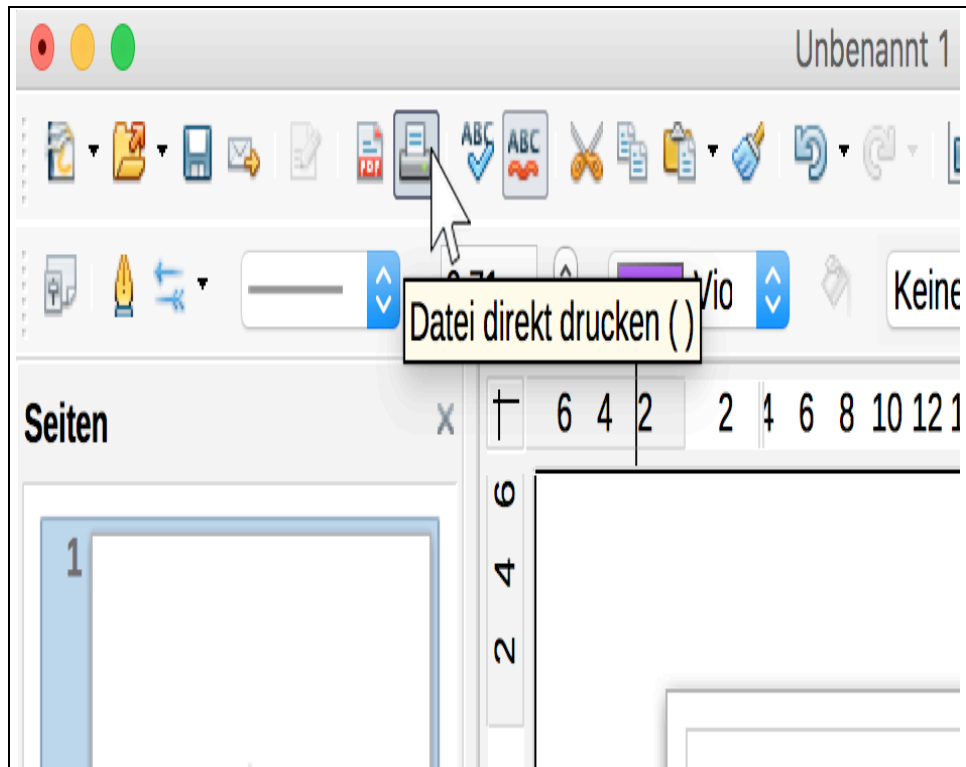 Unbenannt 1
PDF ABC ABC
Vio Keine
Datei direkt drucken ( )
Seiten x 6 4 2 2 4 6 8 10 12 1
6
1
4
2